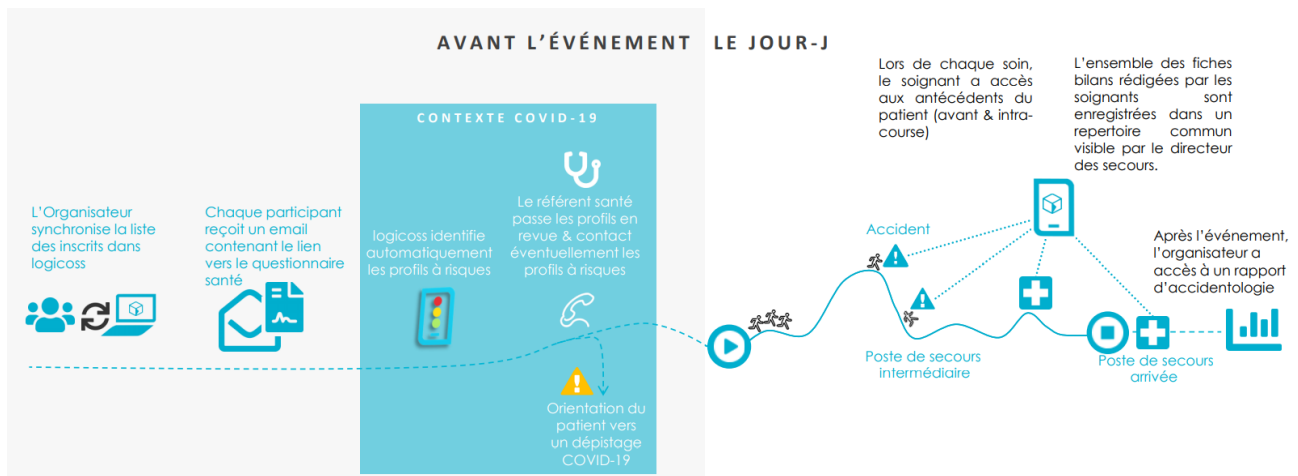 AVANT L'ÉVÉNEMENT
LE JOUR-J
CONTEXTE COVID-19
L'Organisateur
synchronise la liste
des inscrits dans
logicoss
Chaque participant
reçoit un email
contenant le lien
vers le questionnaire
santé
logicoss identifie
automatiquement
les profils à risques
Le référent santé
passe les profils en
revue & contact
éventuellement les
profils à risques
Orientation du
patient vers
un dépistage
COVID-19
Lors de chaque soin,
le soignant a accès
aux antécédents du
patient (avant & intra-
course)
L'ensemble des fiches
bilans rédigées par les
soignants sont
enregistrées dans un
repertoire commun
visible par le directeur
des secours.
Accident
Poste de secours
intermédiaire
Poste de secours
arrivée
Après l'événement,
l'organisateur a
accès à un rapport
d'accidentologie